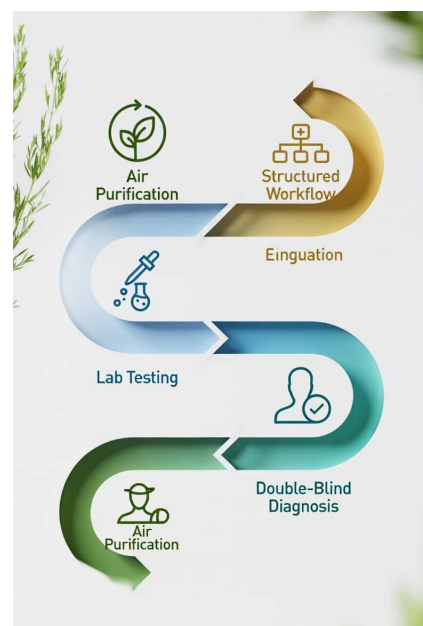 Air
Purification
Structured
Workflow
Einguation
Lab Testing
Double-Blind
Diagnosis
Air
Purification